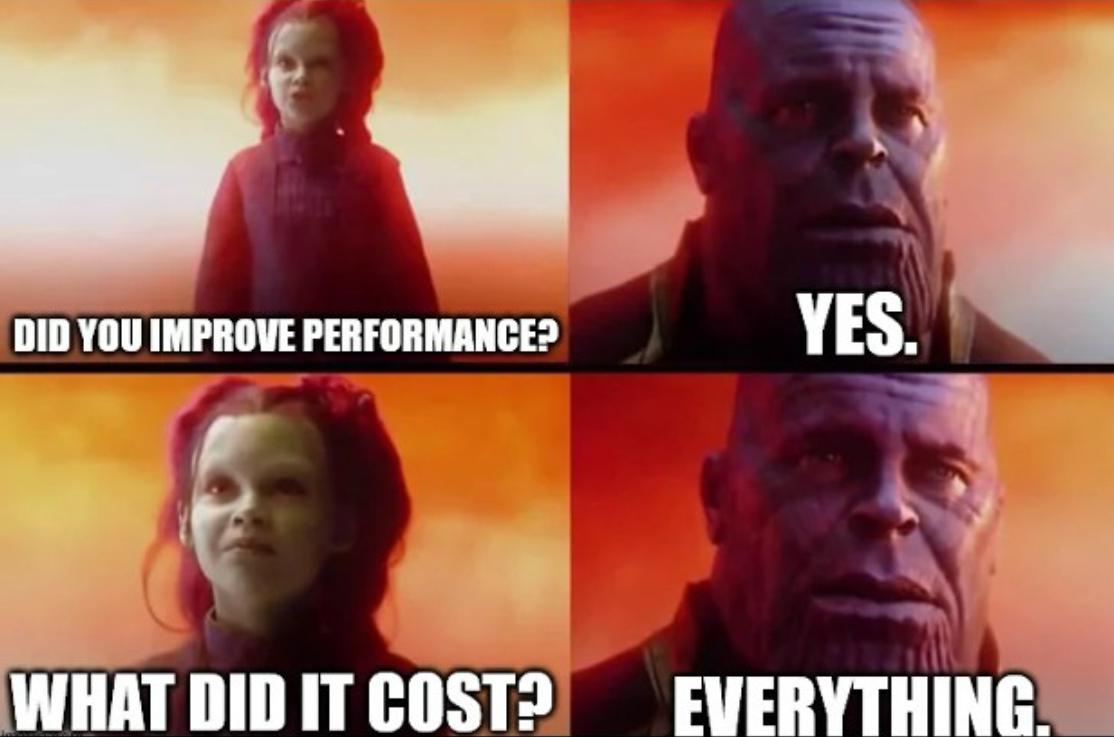 DID YOU IMPROVE PERFORMANCE?
YES.
WHAT DID IT COST?
EVERYTHING.